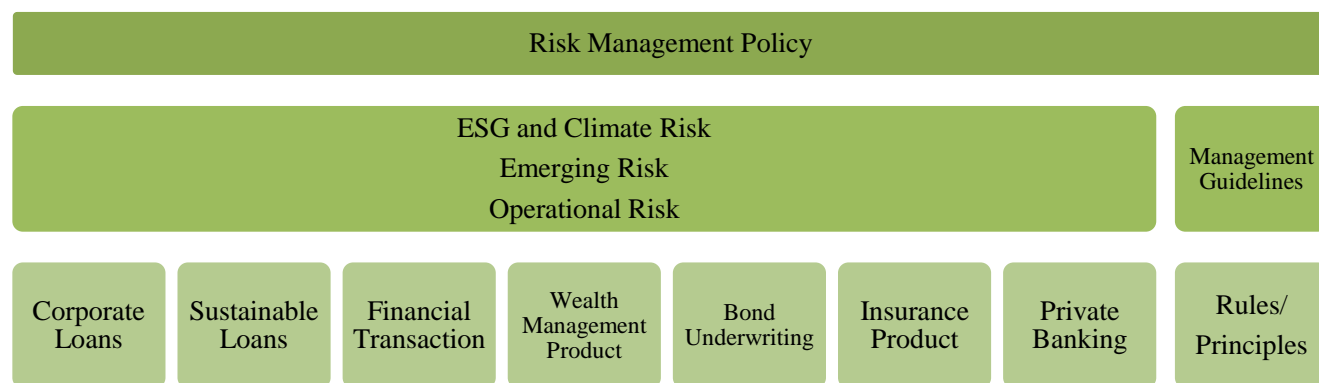 Risk Management Policy
ESG and Climate Risk
Emerging Risk
Operational Risk
Management
Guidelines
Corporate
Loans
Sustainable
Loans
Financial
Transaction
Wealth
Management
Product
Bond
Underwriting
Insurance
Product
Private
Banking
Rules/
Principles